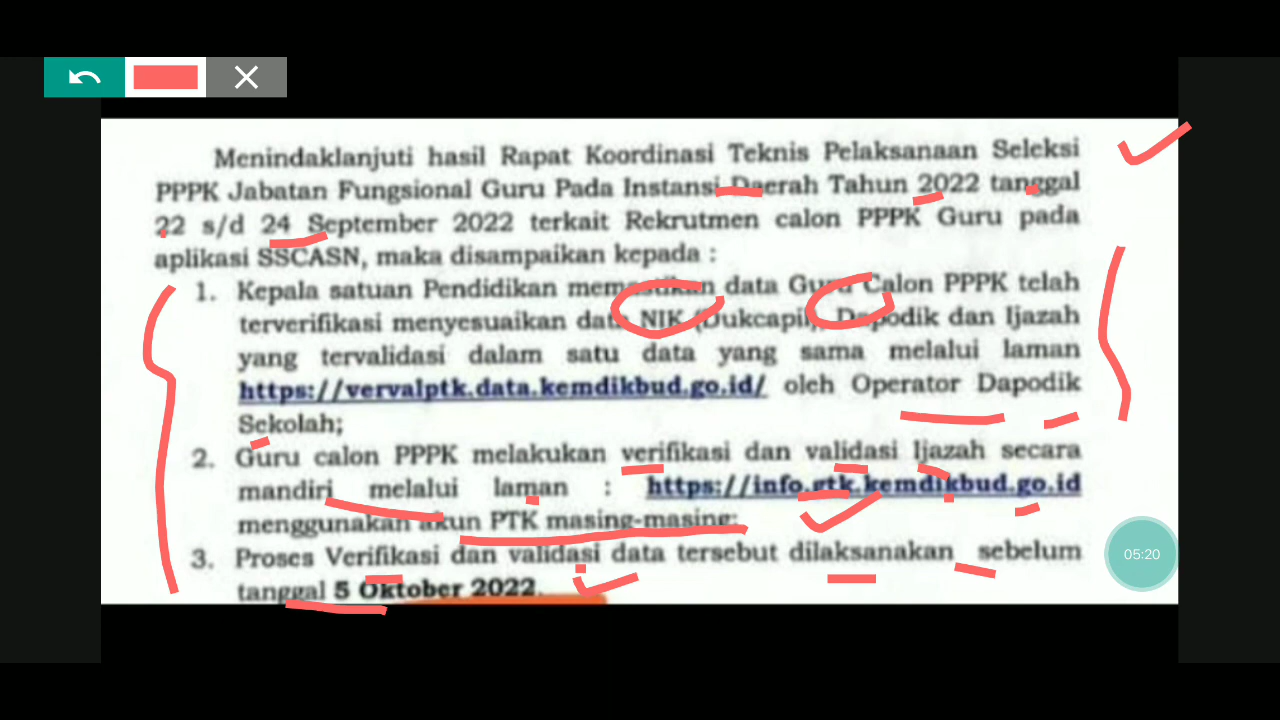 Menindaklanjuti hasil Rapat Koordinasi Teknis Pelaksanaan Seleksi
PPPK Jabatan Fungsional Guru Pada Instansi Daerah Tahun 2022 tanggal
22 s/d 24 September 2022 terkait Rekrutmen calon PPPK Guru pada
aplikasi SSCASN, maka disampaikan kepada :
1. Kepala satuan Pendidikan memastikan data Guru Calon PPPK telah
terverifikasi menyesuaikan data NIK (Dukcapil), Dapodik dan Ijazah
yang tervalidasi dalam satu data yang sama melalui laman
https://vervalptk.data.kemdikbud.go.id/ oleh Operator Dapodik
Sekolah;
2. Guru calon PPPK melakukan verifikasi dan validasi Ijazah secara
mandiri melalui laman : https://info.gtk.kemdikbud.go.id
menggunakan akun PTK masing-masing;
3. Proses Verifikasi dan validasi data tersebut dilaksanakan sebelum
tanggal 5 Oktober 2022.
05:20